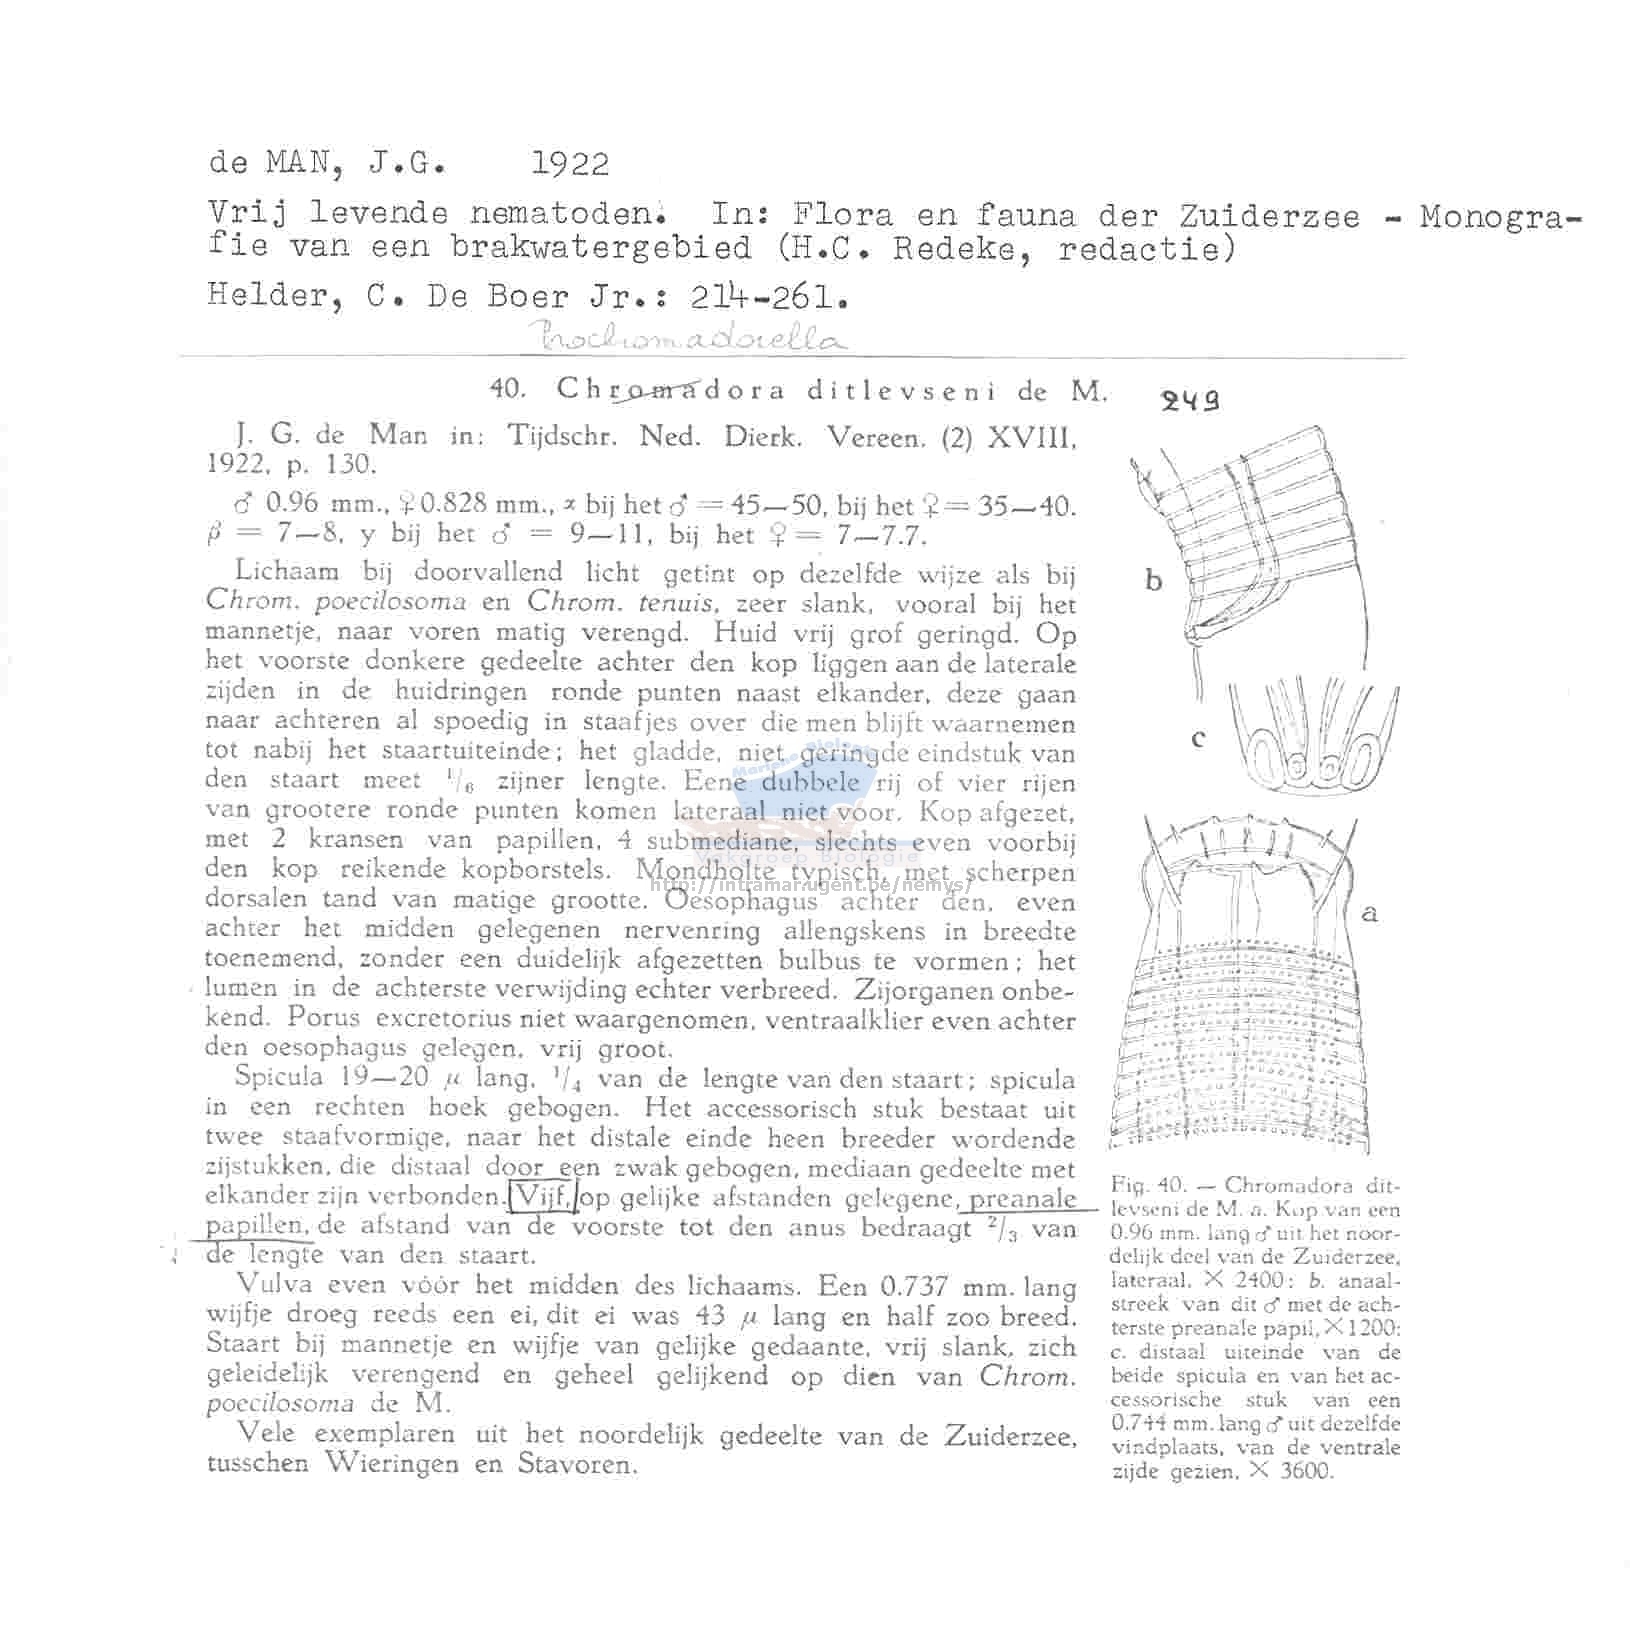 de MAN, J.G. 1922
Vrij levende nematoden. In: Flora en fauna der Zuiderzee - Monogra-
fie van een brakwatergebied (H.C. Redeke, redactie)
Helder, C. De Boer Jr.: 214-261.
Prochromadorella
40. Chromadora ditlevseni de M.
249
J. G. de Man in: Tijdschr. Ned. Dierk. Vereen. (2) XVIII,
1922, p. 130.
♂ 0.96 mm., ♀ 0.828 mm., α bij het ♂ = 45—50, bij het ♀ = 35—40.
β = 7—8, y bij het ♂ = 9—11, bij het ♀ = 7—7.7.
Lichaam bij doorvallend licht getint op dezelfde wijze als bij
Chrom. poecilosoma en Chrom. tenuis, zeer slank, vooral bij het
mannetje, naar voren matig verengd. Huid vrij grof geringd. Op
het voorste donkere gedeelte achter den kop liggen aan de laterale
zijden in de huidringen ronde punten naast elkander, deze gaan
naar achteren al spoedig in staafjes over die men blijft waarnemen
tot nabij het staartuiteinde; het gladde, niet geringde eindstuk van
den staart meet 1/6 zijner lengte. Eene dubbele rij of vier rijen
van grootere ronde punten komen lateraal niet vóor. Kop afgezet,
met 2 kransen van papillen, 4 submediane, slechts even voorbij
den kop reikende kopborstels. Mondholte typisch, met scherpen
dorsalen tand van matige grootte. Oesophagus achter den, even
achter het midden gelegenen nervenring allengskens in breedte
toenemend, zonder een duidelijk afgezetten bulbus te vormen; het
lumen in de achterste verwijding echter verbreed. Zijorganen onbe-
kend. Porus excretorius niet waargenomen, ventraalklier even achter
den oesophagus gelegen, vrij groot.
Spicula 19—20 μ lang, 1/4 van de lengte van den staart; spicula
in een rechten hoek gebogen. Het accessorisch stuk bestaat uit
twee staafvormige, naar het distale einde heen breeder wordende
zijstukken, die distaal door een zwak gebogen, mediaan gedeelte met
elkander zijn verbonden. Vijf, op gelijke afstanden gelegene, preanale
papillen, de afstand van de voorste tot den anus bedraagt 2/3 van
de lengte van den staart.
Vulva even vóór het midden des lichaams. Een 0.737 mm. lang
wijfje droeg reeds een ei, dit ei was 43 μ lang en half zoo breed.
Staart bij mannetje en wijfje van gelijke gedaante, vrij slank, zich
geleidelijk verengend en geheel gelijkend op dien van Chrom.
poecilosoma de M.
Vele exemplaren uit het noordelijk gedeelte van de Zuiderzee,
tusschen Wieringen en Stavoren.
b
c
a
Fig. 40. — Chromadora dit-
levseni de M. a. Kop van een
0.96 mm. lang ♂ uit het noor-
delijk deel van de Zuiderzee,
lateraal, × 2400; b. anaal-
streek van dit ♂ met de ach-
terste preanale papil, × 1200;
c. distaal uiteinde van de
beide spicula en van het ac-
cessorische stuk van een
0.744 mm. lang ♂ uit dezelfde
vindplaats, van de ventrale
zijde gezien, × 3600.
Mariene Biologie
Vakgroep Biologie
http://intramar.ugent.be/nemys/